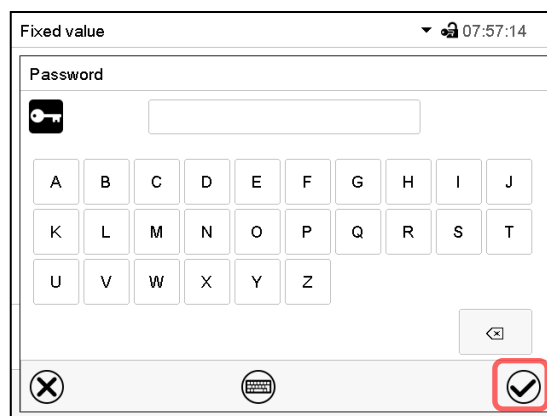 Fixed value 07:57:14
Password
A B C D E F G H I J
K L M N O P Q R S T
U V W X Y Z